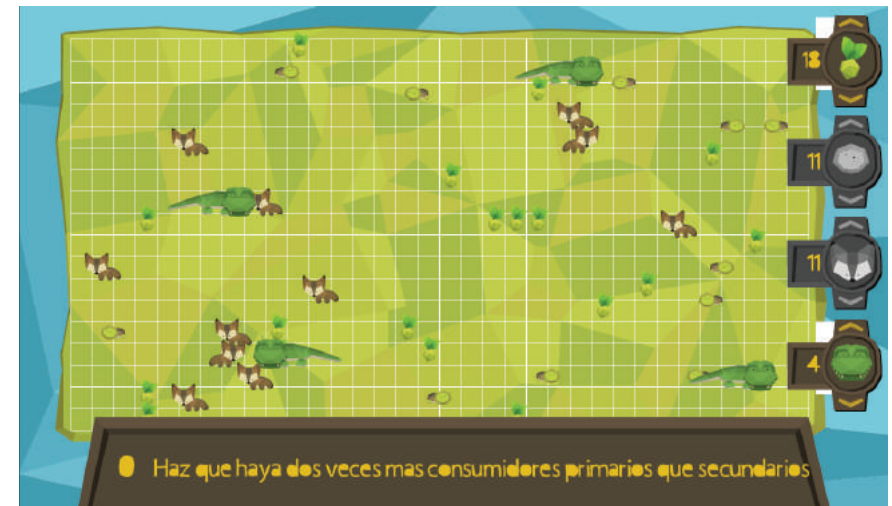 18
11
11
4
0 Haz que haya dos veces mas consumidores primarios que secundarios